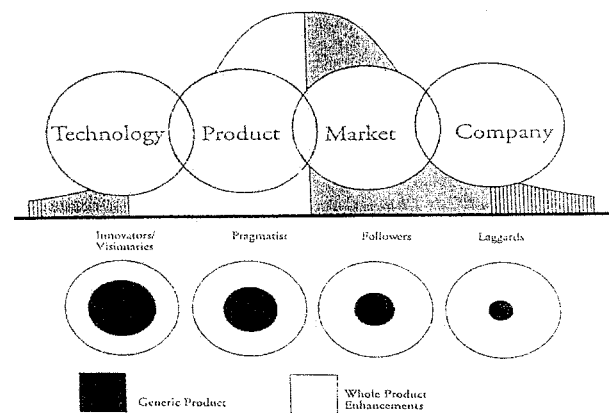 Technology
Product
Market
Company
Innovators/
Visionaries
Pragmatist
Followers
Laggards
Generic Product
Whole Product
Enhancements